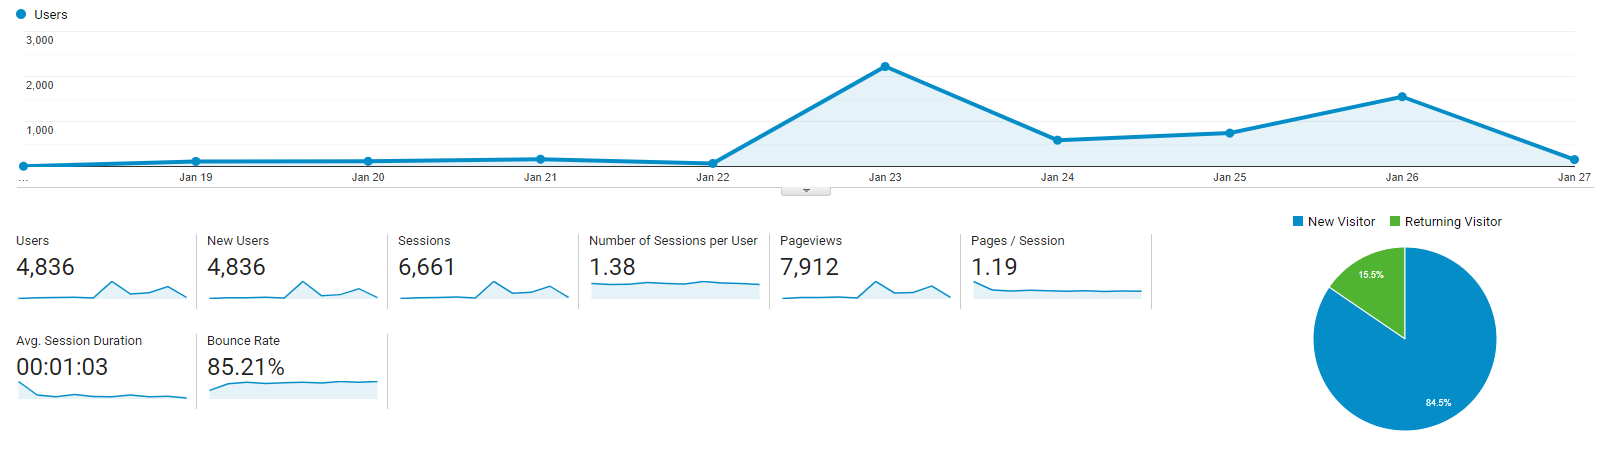 Users
3,000
2,000
1,000
...
Jan 19
Jan 20
Jan 21
Jan 22
Jan 23
Jan 24
Jan 25
Jan 26
Jan 27
New Visitor
Returning Visitor
Users
4,836
New Users
4,836
Sessions
6,661
Number of Sessions per User
1.38
Pageviews
7,912
Pages / Session
1.19
Avg. Session Duration
00:01:03
Bounce Rate
85.21%
15.5%
84.5%